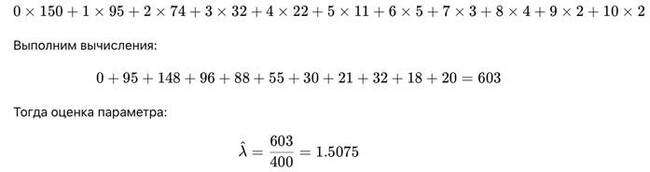 0 × 150 + 1 × 95 + 2 × 74 + 3 × 32 + 4 × 22 + 5 × 11 + 6 × 5 + 7 × 3 + 8 × 4 + 9 × 2 + 10 × 2
Выполним вычисления:
0 + 95 + 148 + 96 + 88 + 55 + 30 + 21 + 32 + 18 + 20 = 603
Тогда оценка параметра:
λ̂ = 603/400 = 1.5075